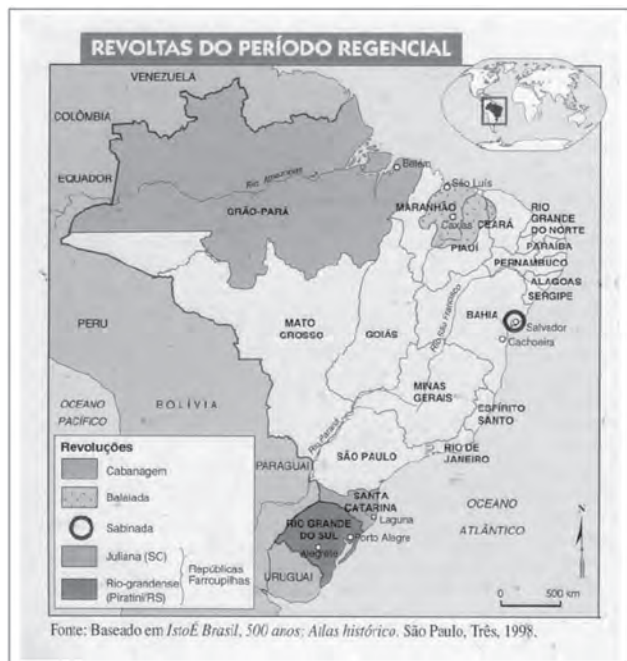 REVOLTAS DO PERÍODO REGENCIAL
VENEZUELA
COLÔMBIA
EQUADOR
Belém
Rio Amazonas
São Luís
GRÃO-PARÁ
MARANHÃO
Caxias
CEARÁ
RIO
GRANDE
DO NORTE
PIAUÍ
PARAÍBA
PERNAMBUCO
ALAGOAS
SERGIPE
PERU
MATO
GROSSO
GOIÁS
Rio São Francisco
BAHIA
Salvador
Cachoeira
OCEANO
PACÍFICO
BOLÍVIA
MINAS
GERAIS
ESPÍRITO
SANTO
Rio Paraná
SÃO PAULO
RIO DE
JANEIRO
PARAGUAI
SANTA
CATARINA
Laguna
OCEANO
ATLÂNTICO
RIO GRANDE
DO SUL
Porto Alegre
Alegrete
URUGUAI
N
0 500 km
Revoluções
Cabanagem
Balaiada
Sabinada
Juliana (SC)
Rio-grandense
(Piratini/RS)
Repúblicas
Farroupilhas
Fonte: Baseado em IstoÉ Brasil, 500 anos: Atlas histórico. São Paulo, Três, 1998.